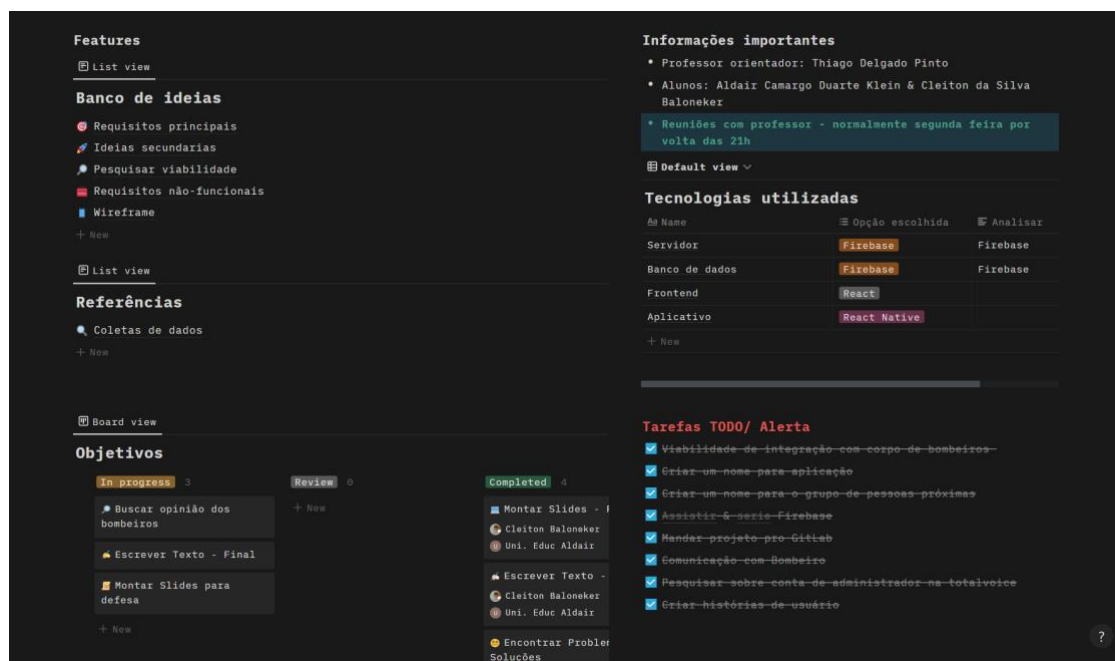 Features
List view
Banco de ideias
Requisitos principais
Ideias secundarias
Pesquisar viabilidade
Requisitos não-funcionais
Wireframe
+ New
List view
Referências
Coletas de dados
+ New
Board view
Objetivos
In progress 3
Buscar opinião dos
bombeiros
Escrever Texto - Final
Montar Slides para
defesa
+ New
Review 0
+ New
Completed 4
Montar Slides -
Cleiton Baloneker
Uni. Educ Aldair
Escrever Texto -
Cleiton Baloneker
Uni. Educ Aldair
Encontrar
Soluções
Informações importantes
• Professor orientador: Thiago Delgado Pinto
• Alunos: Aldair Camargo Duarte Klein & Cleiton da Silva
Baloneker
• Reuniões com professor - normalmente segunda feira por
volta das 21h
Default view
Tecnologias utilizadas
Aa Name Opção escolhida Analisar
Servidor Firebase Firebase
Banco de dados Firebase Firebase
Frontend React
Aplicativo React Native
+ New
Tarefas TODO/ Alerta
Viabilidade de integração com corpo de bombeiros
Criar um nome para aplicação
Criar um nome para o grupo de pessoas próximas
Assistir & serie Firebase
Mandar projeto pro GitLab
Comunicação com Bombeiro
Pesquisar sobre conta de administrador na totalvoice
Criar histórias de usuário
?